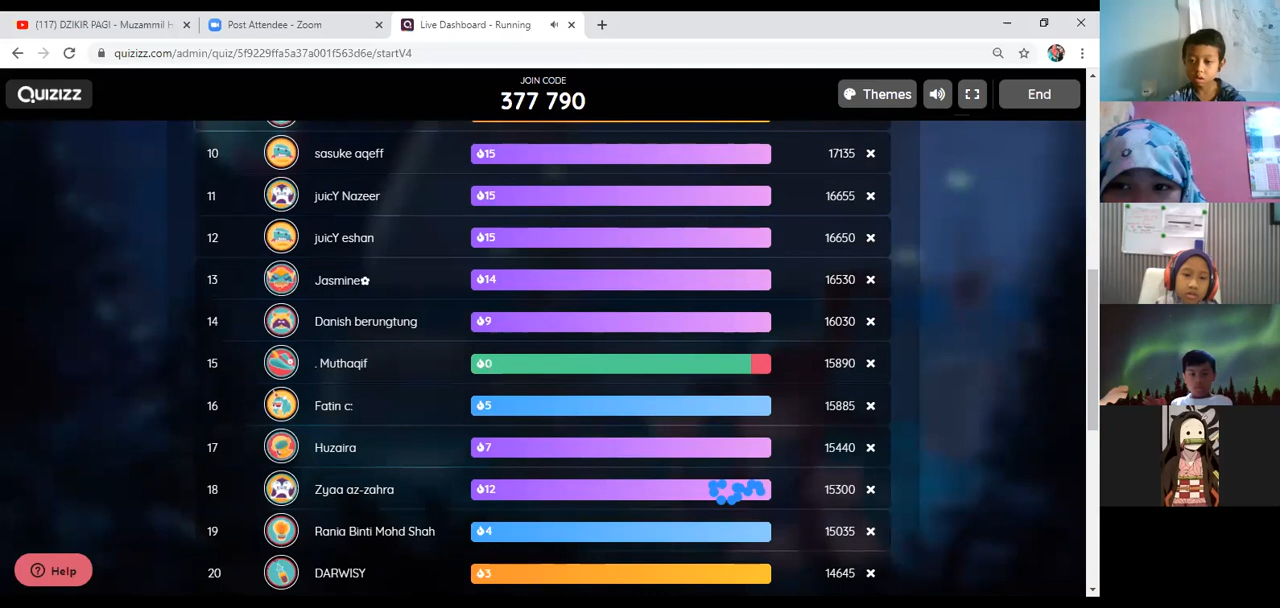 (117) DZIKIR PAGI - Muzammil H
Post Attendee - Zoom
Live Dashboard - Running
quizizz.com/admin/quiz/5f9229ffa5a37a001f563d6e/startV4
QUIZIZZ
JOIN CODE
377 790
Themes
End
10 sasuke aqeff 15 17135
11 juicY Nazeer 15 16655
12 juicY eshan 15 16650
13 Jasmine✿ 14 16530
14 Danish berungtung 9 16030
15 . Muthaqif 0 15890
16 Fatin c: 5 15885
17 Huzaira 7 15440
18 Zyaa az-zahra 12 15300
19 Rania Binti Mohd Shah 4 15035
20 DARWISY 3 14645
Help